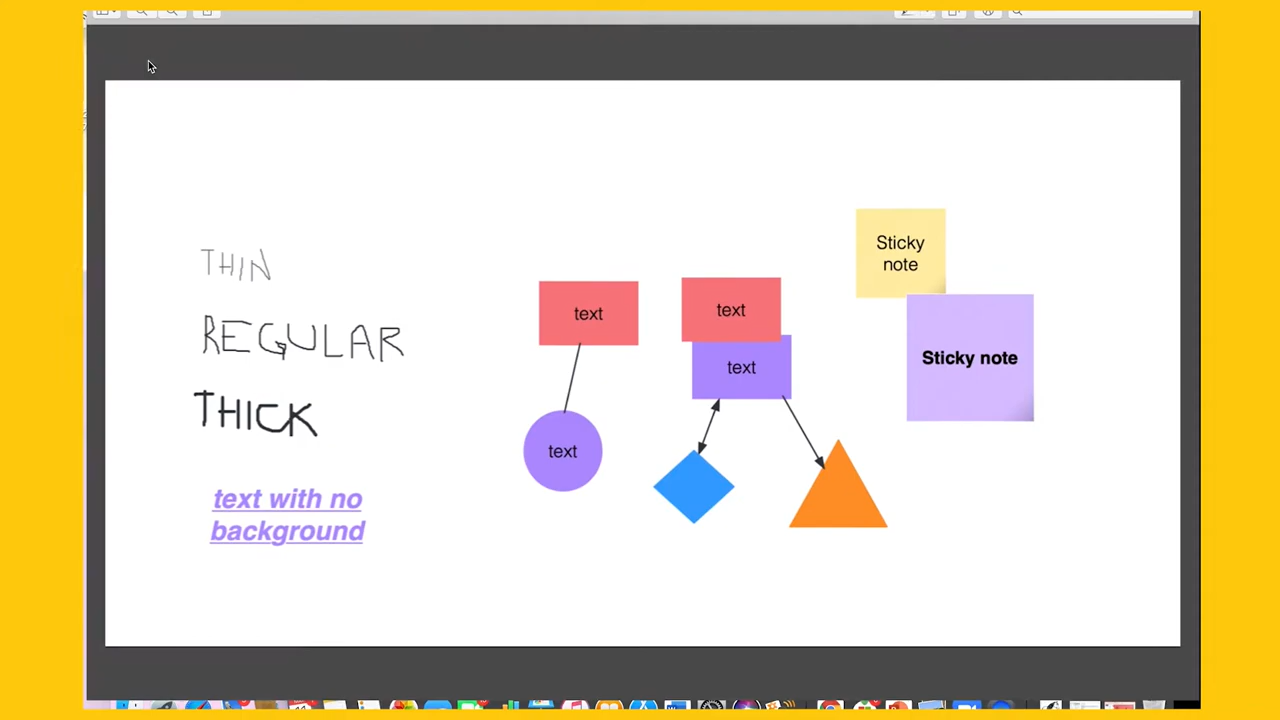 THIN
REGULAR
THICK
text with no
background
text
text
text
text
Sticky
note
Sticky note